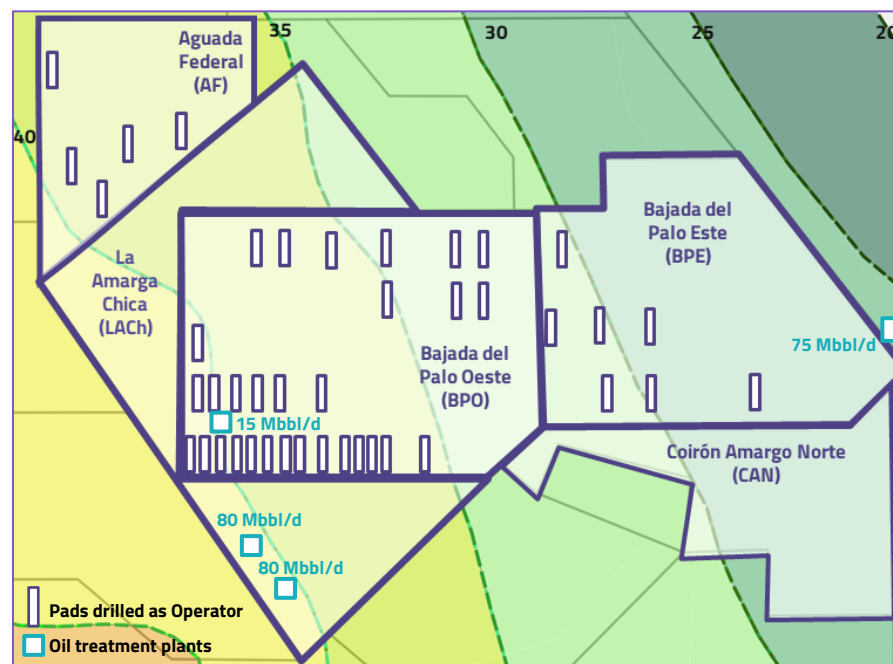 35
30
25
20
40
Aguada
Federal
(AF)
La
Amarga
Chica
(LACh)
Bajada del
Palo Oeste
(BPO)
Bajada del
Palo Este
(BPE)
75 Mbbl/d
15 Mbbl/d
Coirón Amargo Norte
(CAN)
80 Mbbl/d
80 Mbbl/d
Pads drilled as Operator
Oil treatment plants